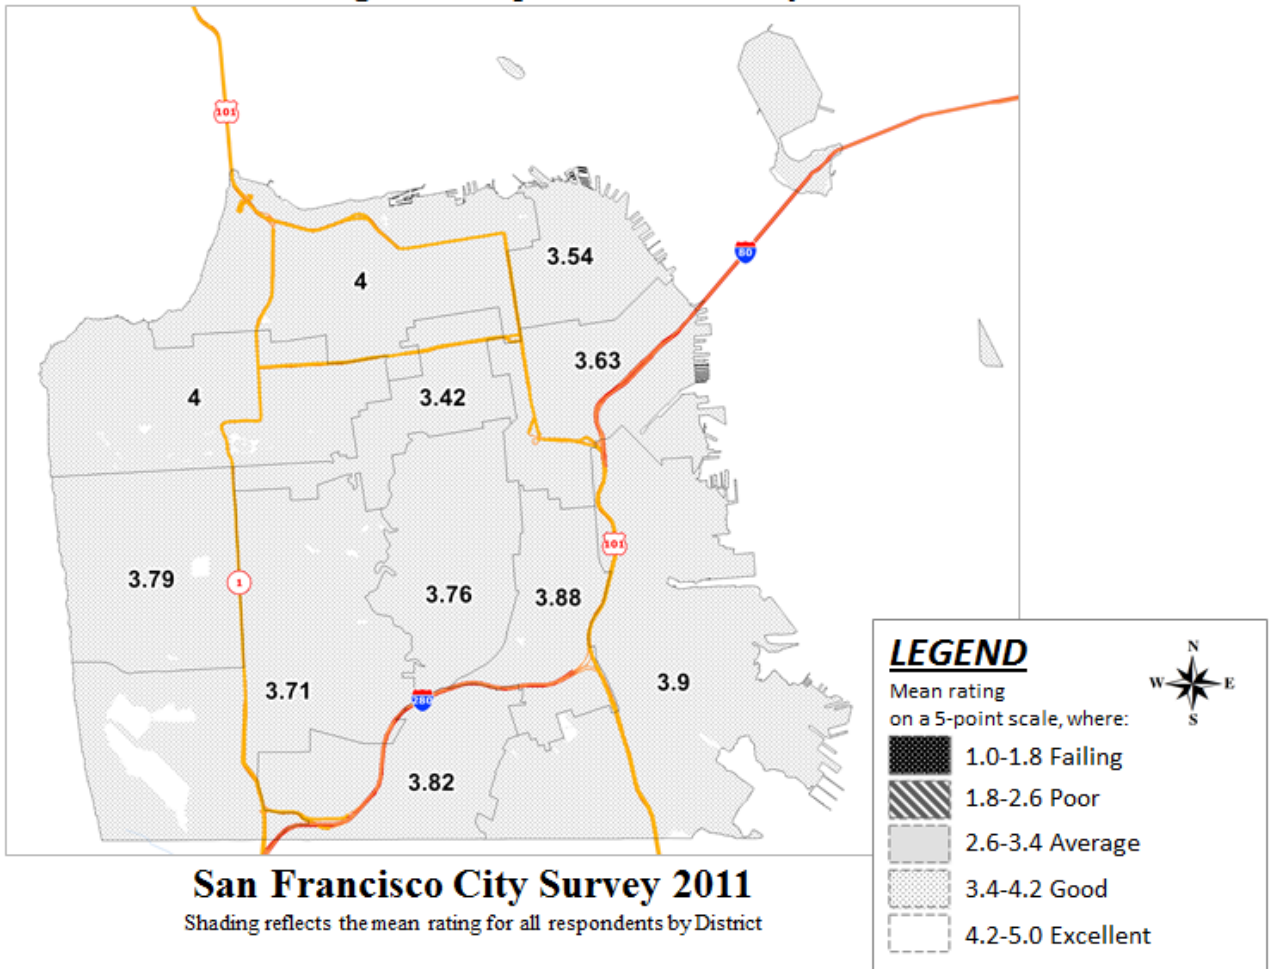 101
80
3.54
4
3.63
4
3.42
101
3.79
1
3.76
3.88
3.71
280
3.9
3.82
LEGEND
N
W E
S
Mean rating
on a 5-point scale, where:
1.0-1.8 Failing
1.8-2.6 Poor
2.6-3.4 Average
3.4-4.2 Good
4.2-5.0 Excellent
San Francisco City Survey 2011
Shading reflects the mean rating for all respondents by District